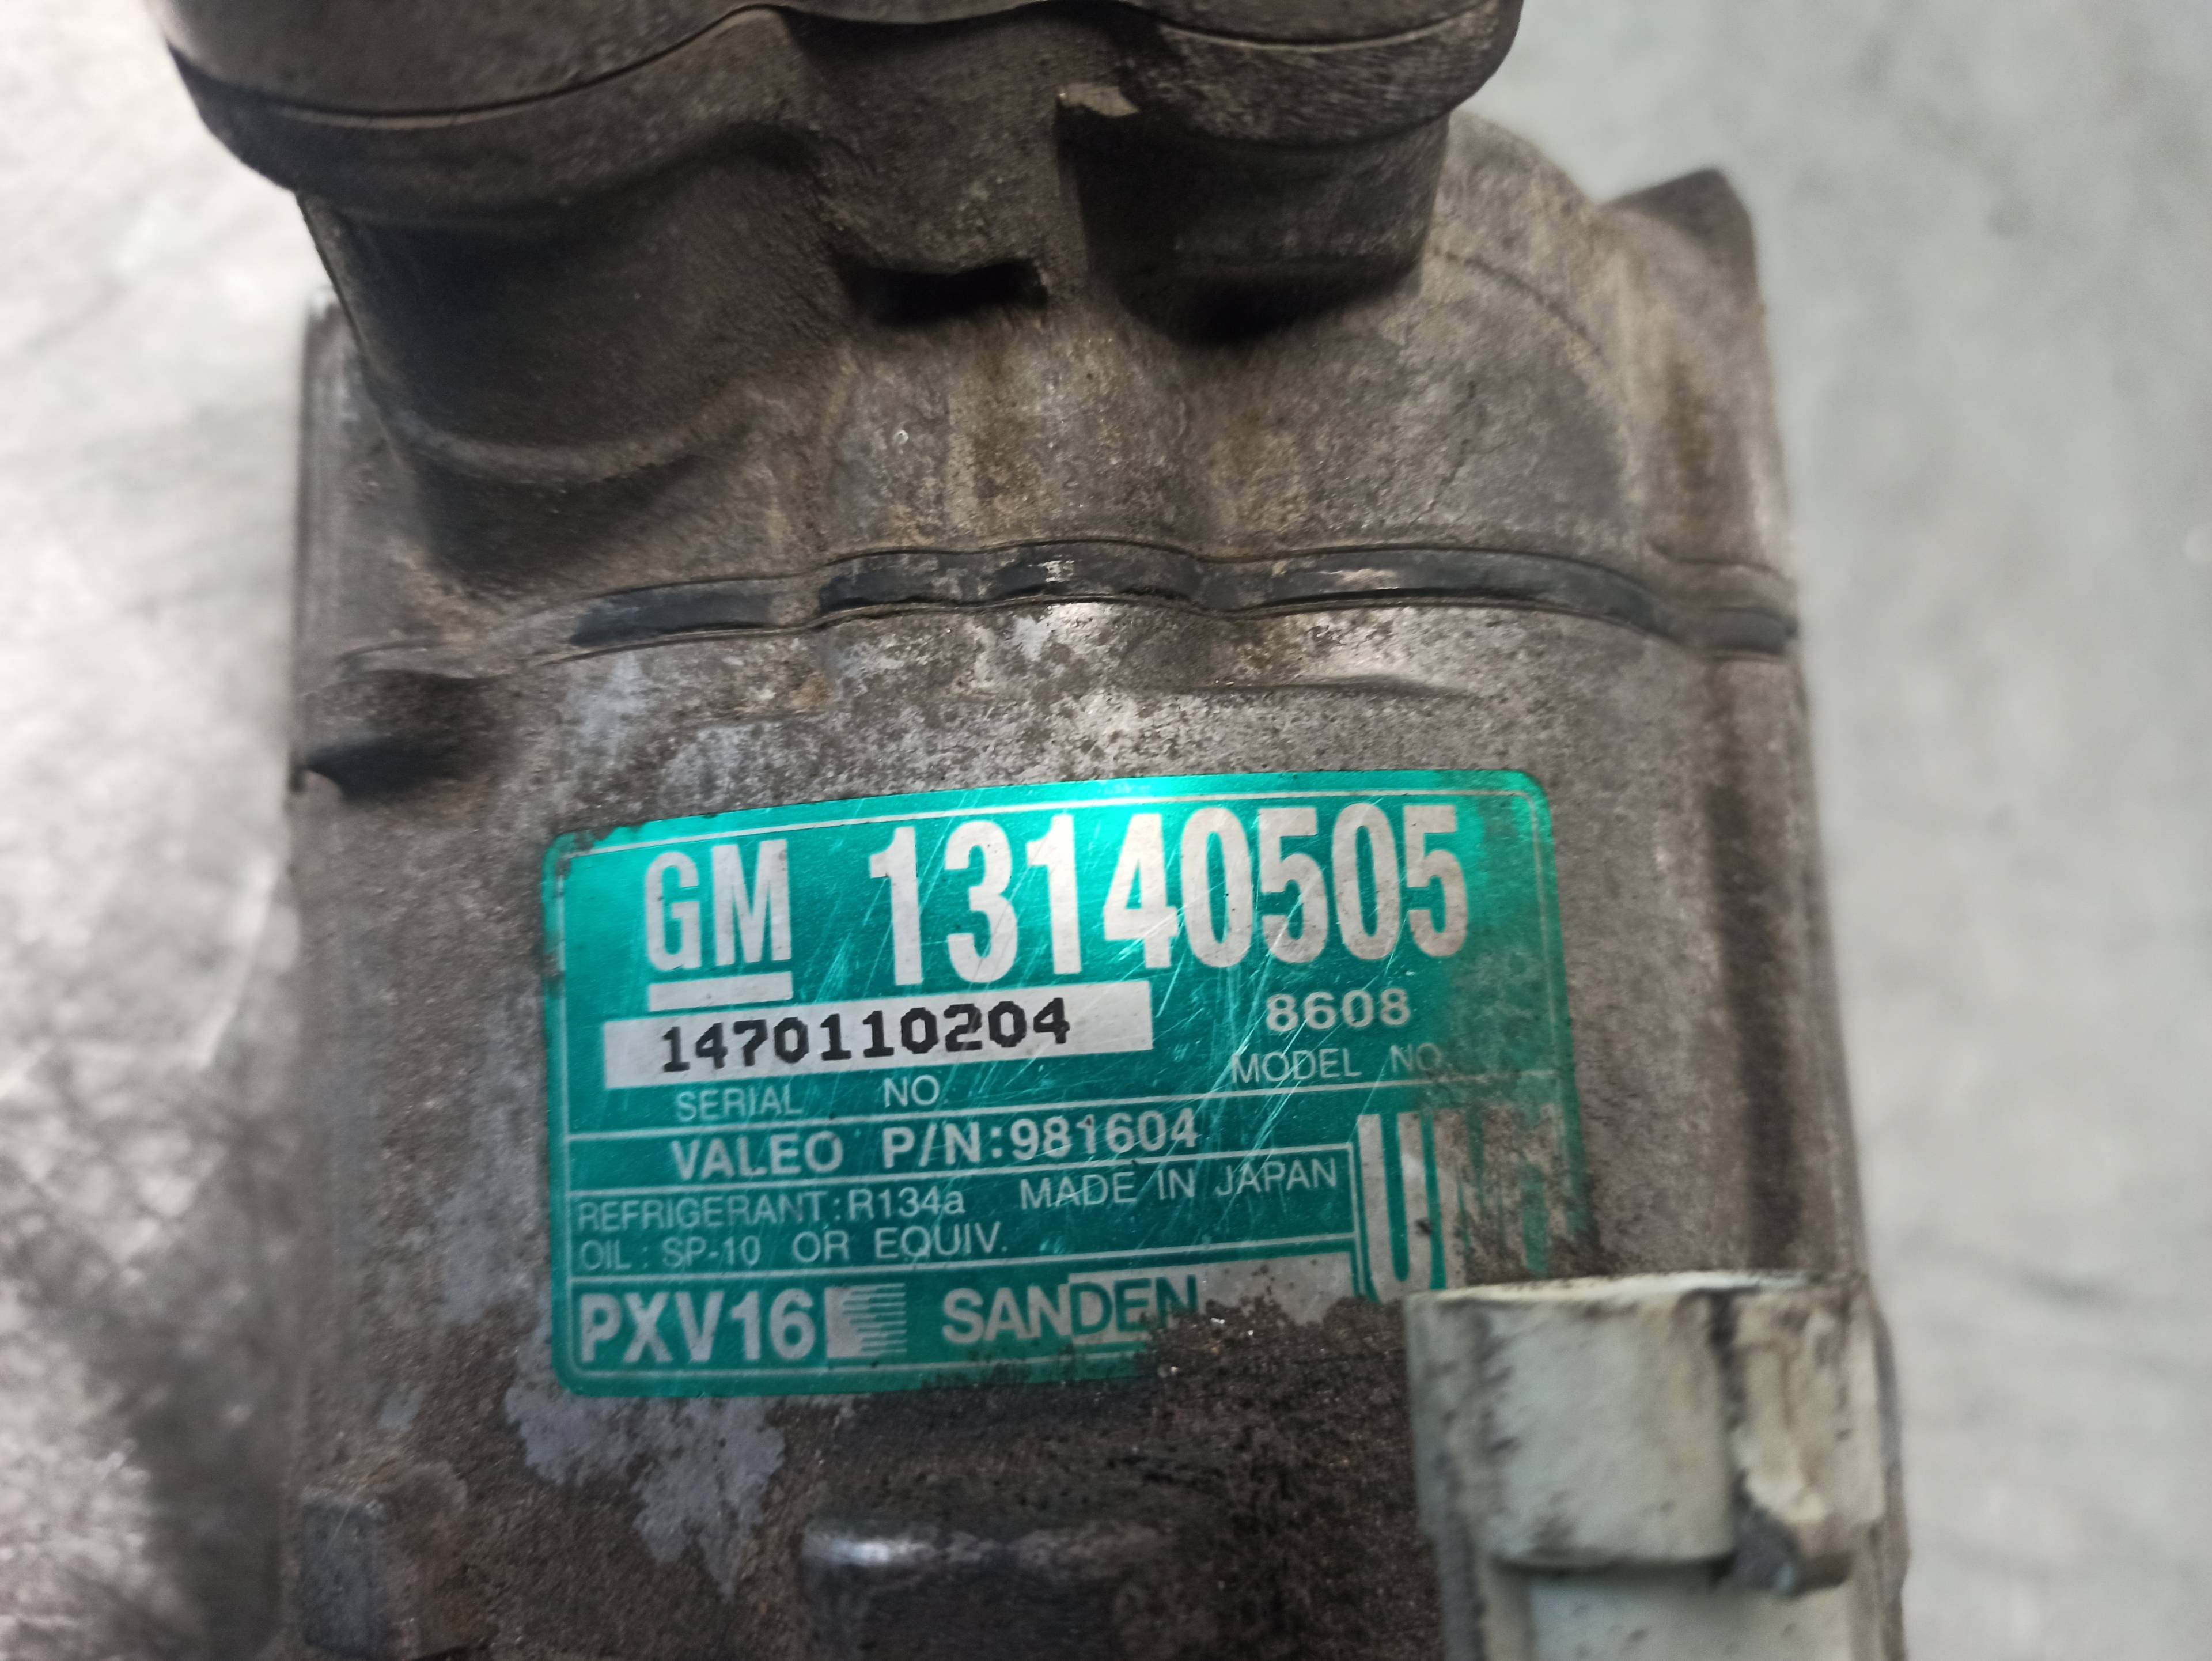 GM 13140505
1470110204 8608
SERIAL NO. MODEL NO.
VALEO P/N:981604
REFRIGERANT:R134a MADE IN JAPAN
OIL: SP-10 OR EQUIV.
PXV16 SANDEN